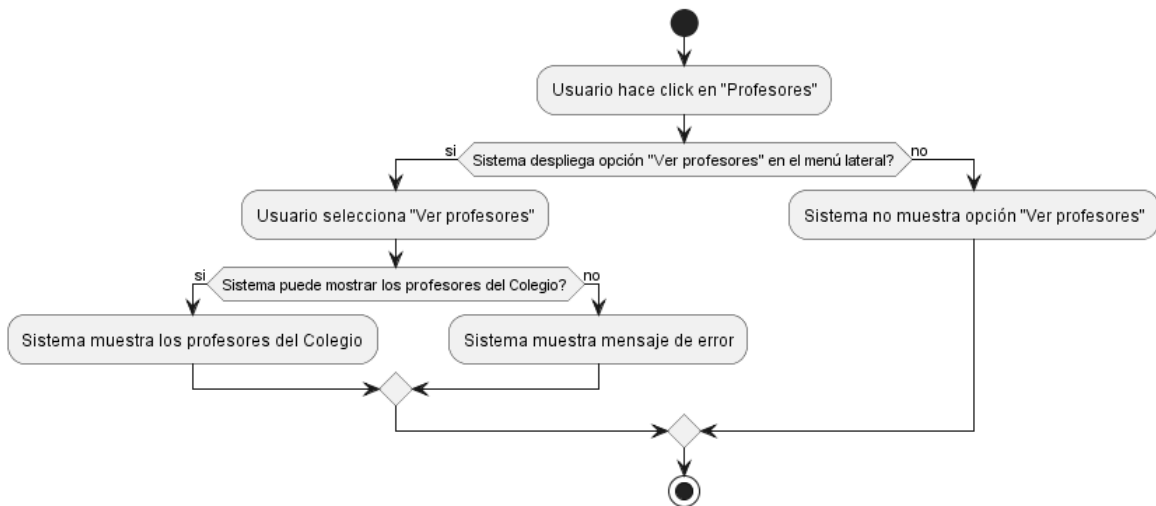 Usuario hace click en "Profesores"
si
Sistema despliega opción "Ver profesores" en el menú lateral?
no
Usuario selecciona "Ver profesores"
Sistema no muestra opción "Ver profesores"
si
Sistema puede mostrar los profesores del Colegio?
no
Sistema muestra los profesores del Colegio
Sistema muestra mensaje de error